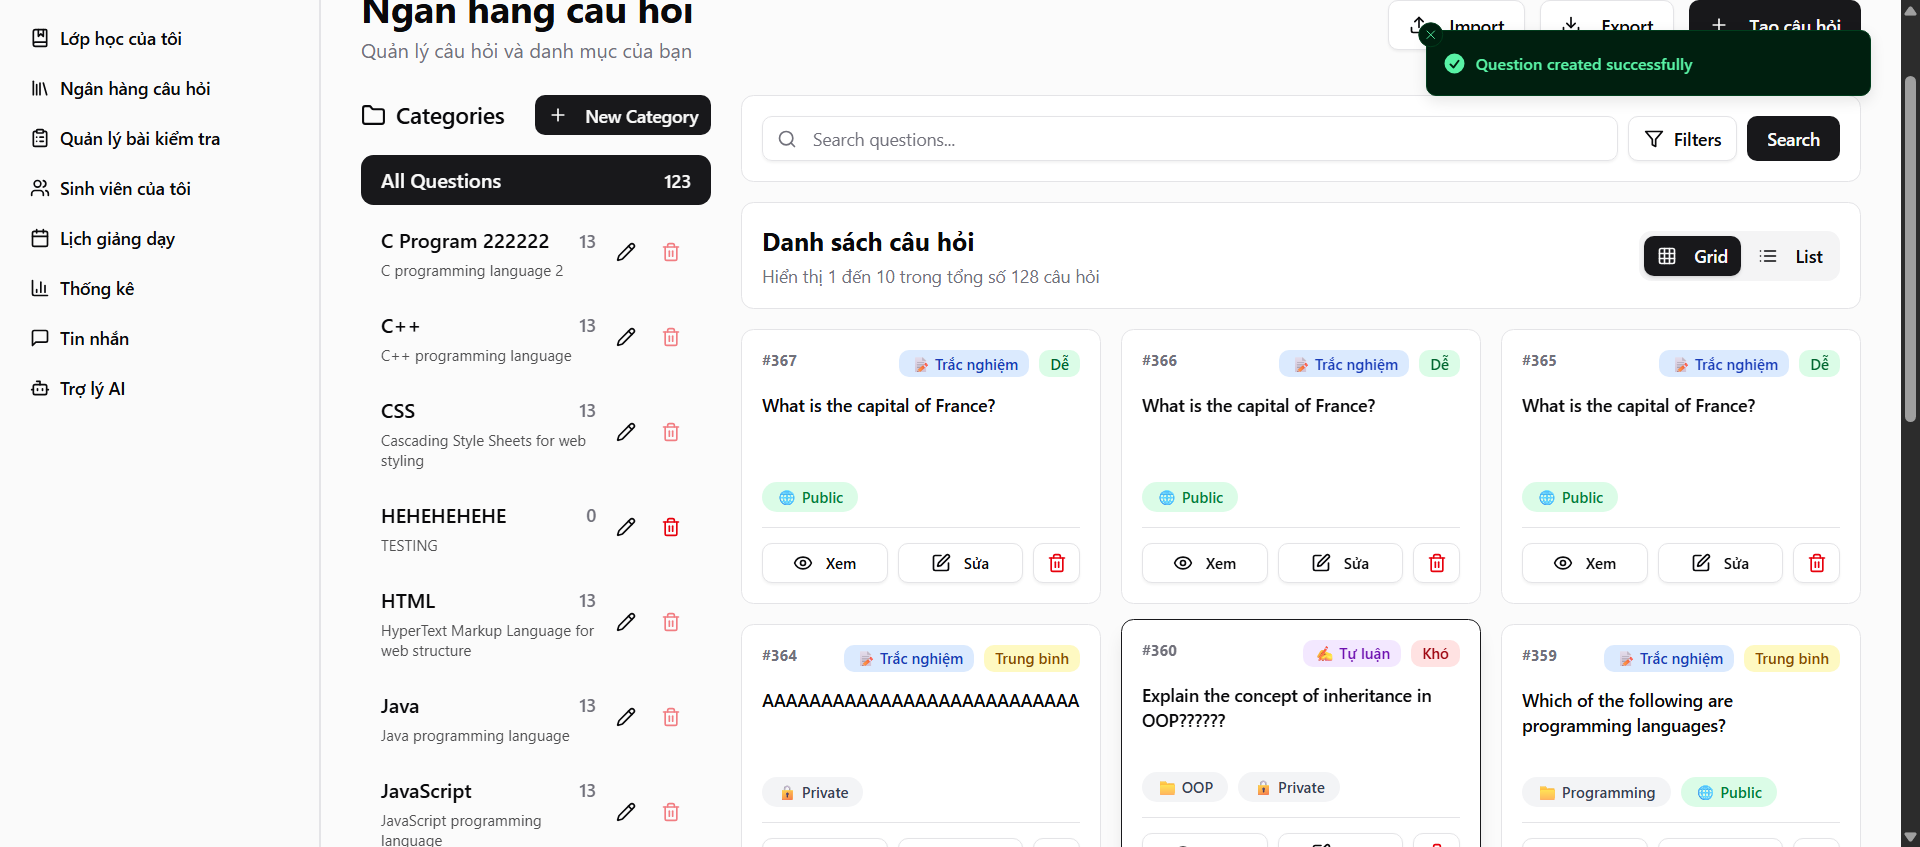 Lớp học của tôi
Ngân hàng câu hỏi
Quản lý bài kiểm tra
Sinh viên của tôi
Lịch giảng dạy
Thống kê
Tin nhắn
Trợ lý AI
Ngân hàng câu hỏi
Quản lý câu hỏi và danh mục của bạn
Import
Export
Tạo câu hỏi
Question created successfully
Categories
New Category
All Questions 123
C Program 222222 13
C programming language 2
C++ 13
C++ programming language
CSS 13
Cascading Style Sheets for web
styling
HEHEHEHEHE 0
TESTING
HTML 13
HyperText Markup Language for
web structure
Java 13
Java programming language
JavaScript 13
JavaScript programming
language
Search questions...
Filters
Search
Danh sách câu hỏi
Hiển thị 1 đến 10 trong tổng số 128 câu hỏi
Grid
List
#367 Trắc nghiệm Dễ
What is the capital of France?
Public
Xem Sửa
#366 Trắc nghiệm Dễ
What is the capital of France?
Public
Xem Sửa
#365 Trắc nghiệm Dễ
What is the capital of France?
Public
Xem Sửa
#364 Trắc nghiệm Trung bình
AAAAAAAAAAAAAAAAAAAAAAAAAAA
Private
#360 Tự luận Khó
Explain the concept of inheritance in
OOP??????
OOP Private
#359 Trắc nghiệm Trung bình
Which of the following are
programming languages?
Programming Public